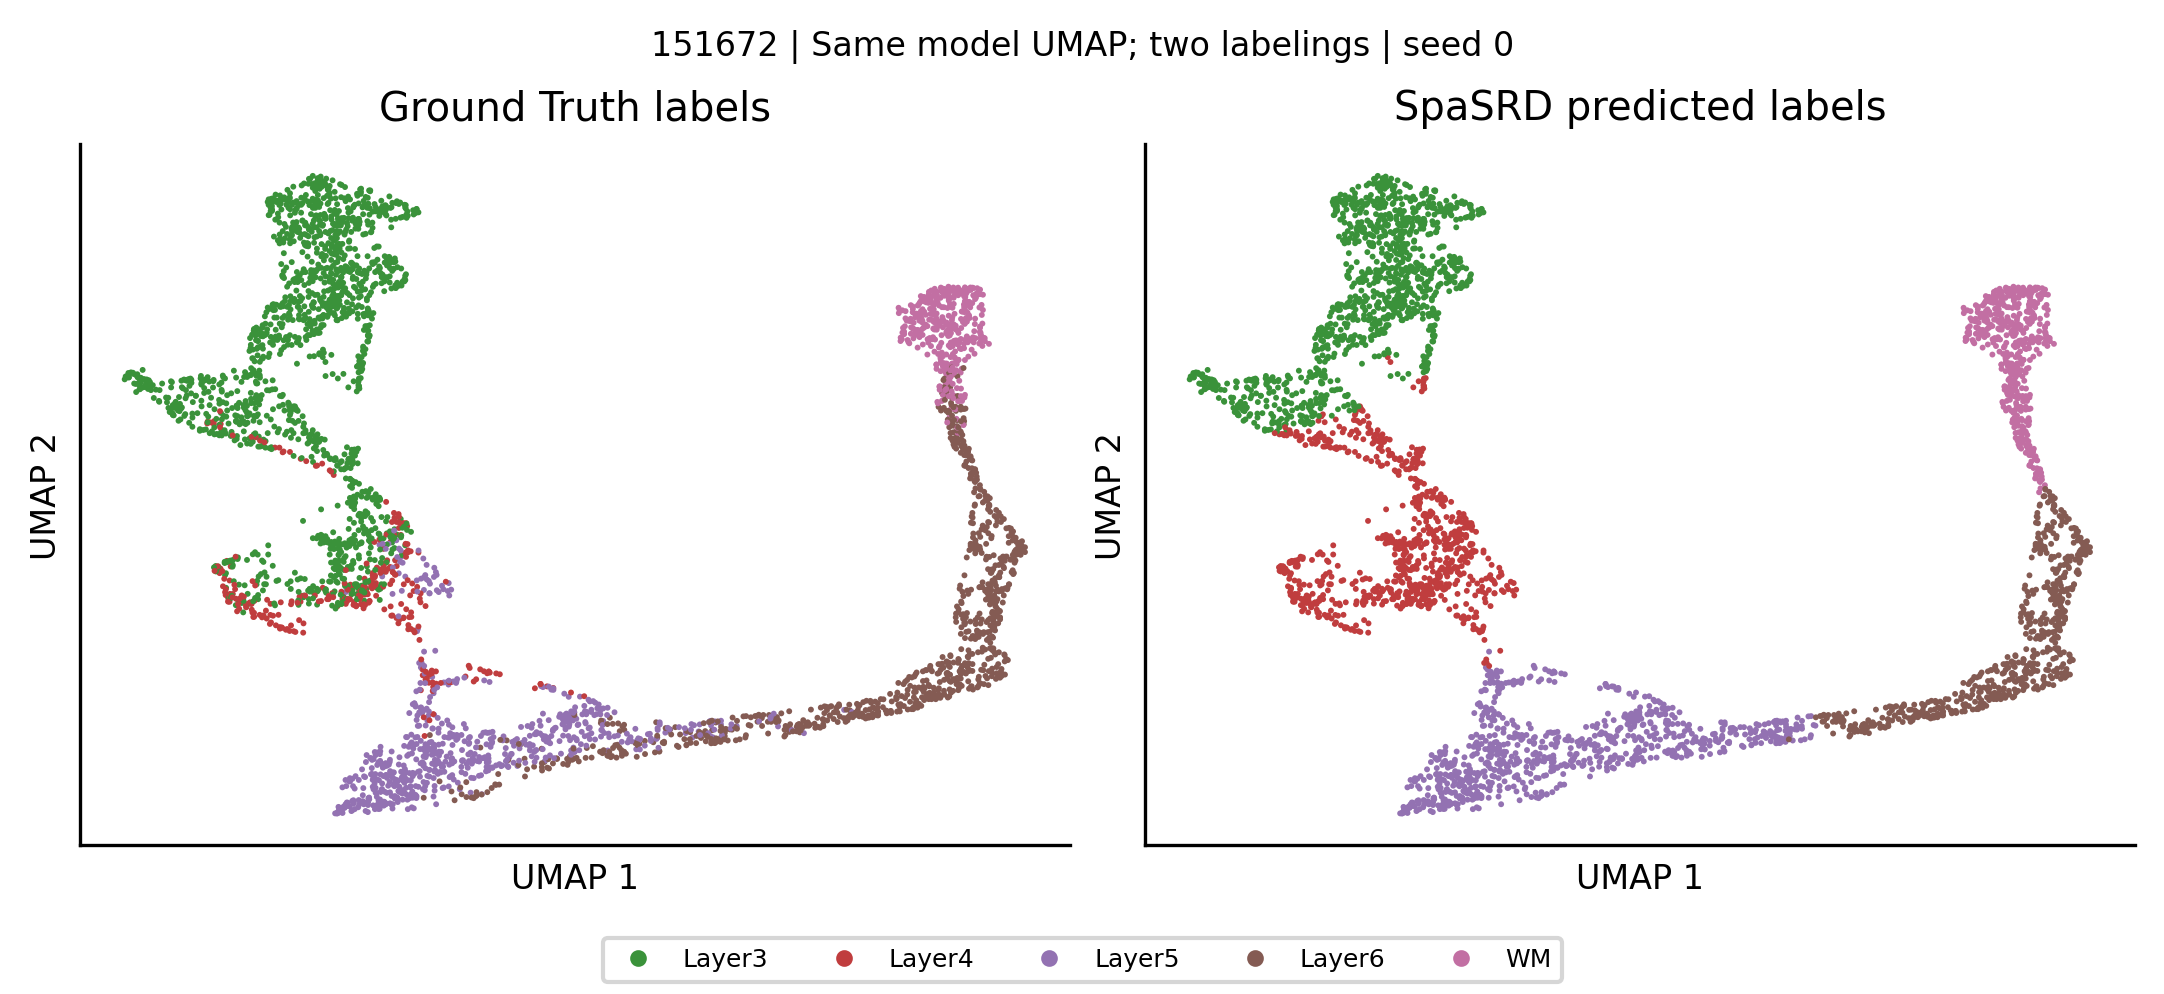 151672 | Same model UMAP; two labelings | seed 0
Ground Truth labels
SpaSRD predicted labels
UMAP 2
UMAP 2
UMAP 1
UMAP 1
Layer3 Layer4 Layer5 Layer6 WM